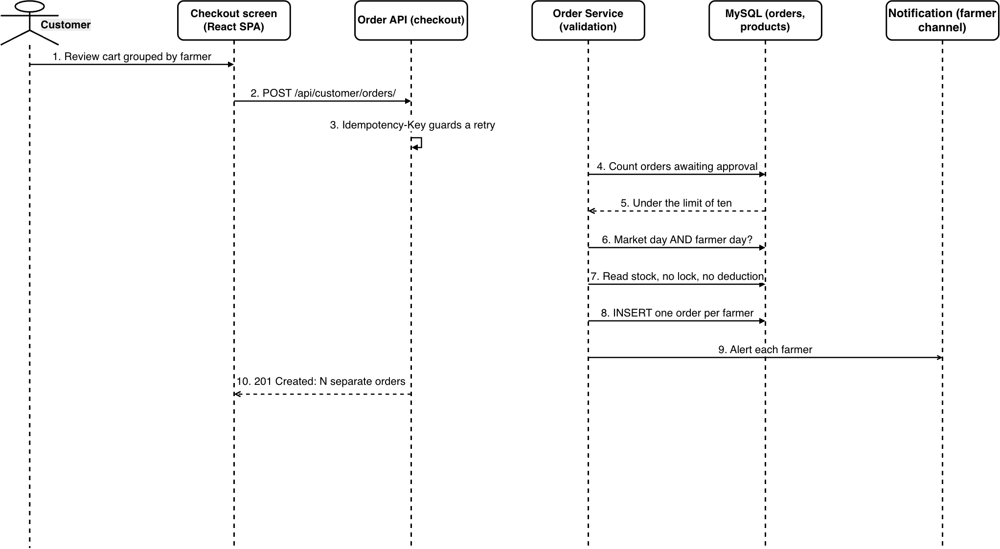 Customer
Checkout screen
(React SPA)
Order API (checkout)
Order Service
(validation)
MySQL (orders,
products)
Notification (farmer
channel)
1. Review cart grouped by farmer
2. POST /api/customer/orders/
3. Idempotency-Key guards a retry
4. Count orders awaiting approval
5. Under the limit of ten
6. Market day AND farmer day?
7. Read stock, no lock, no deduction
8. INSERT one order per farmer
9. Alert each farmer
10. 201 Created: N separate orders